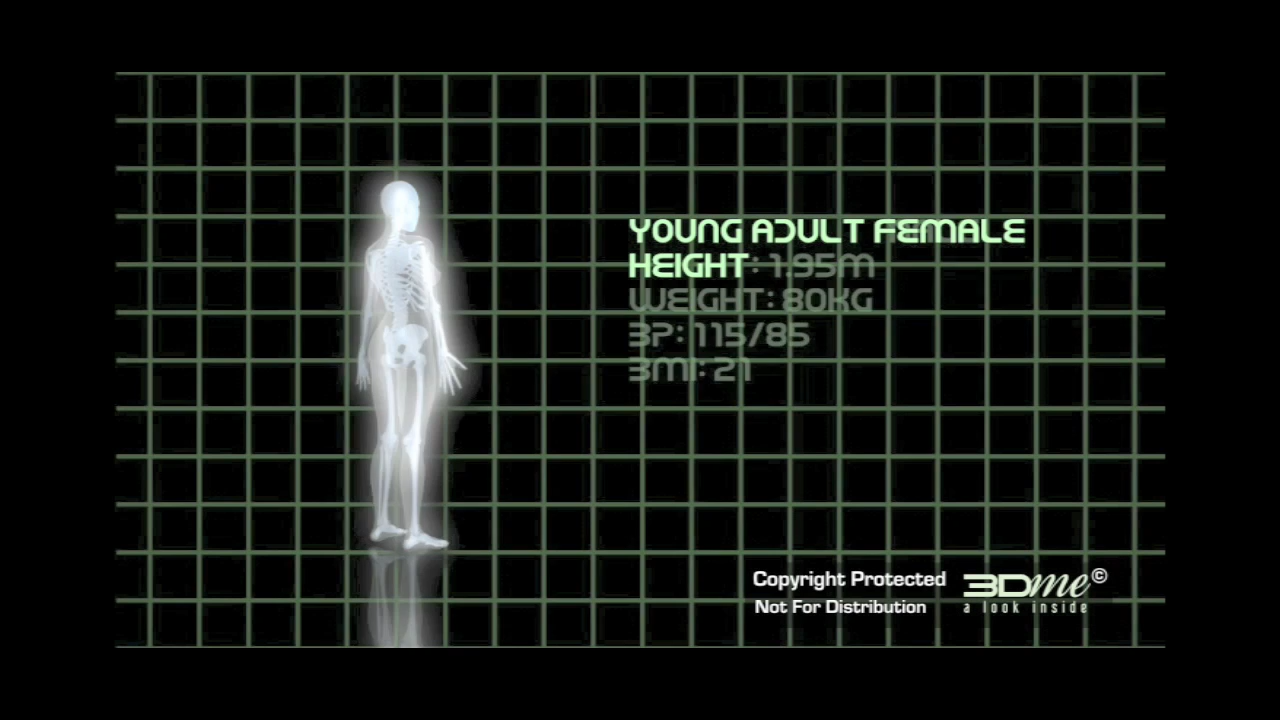 YOUNG ADULT FEMALE
HEIGHT: 1.95M
WEIGHT: 80KG
BP: 115/85
BMI: 21
Copyright Protected
Not For Distribution
3Dme©
a look inside